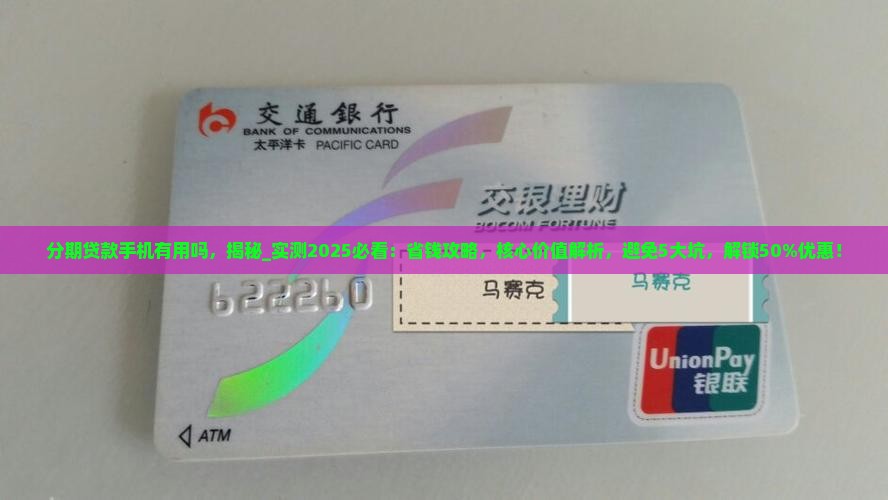 交通銀行
BANK OF COMMUNICATIONS
太平洋卡 PACIFIC CARD
交银理财
BOCOM FORTUNE
分期贷款手机有用吗，揭秘_实测2025必看：省钱攻略，核心价值解析，避免5大坑，解锁50%优惠！
622260
马赛克
马赛克
UnionPay
银联
ATM